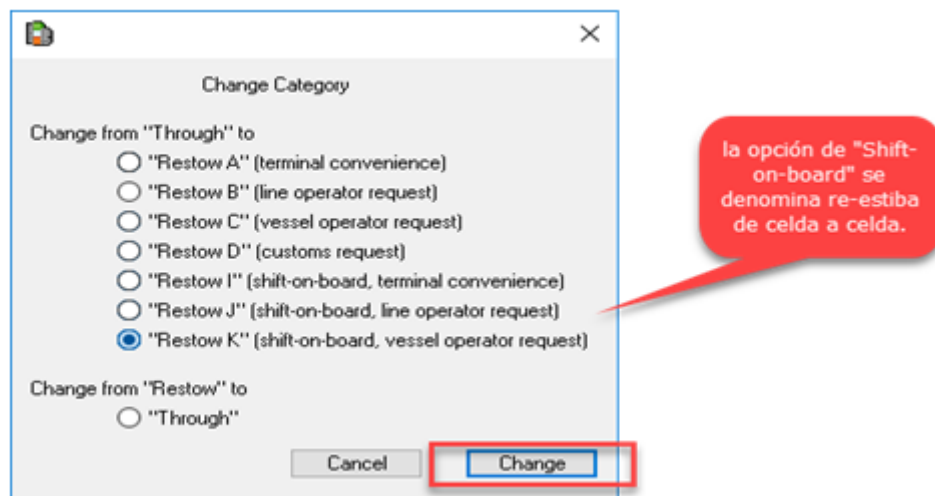 Change Category
Change from "Through" to
"Restow A" (terminal convenience)
"Restow B" (line operator request)
"Restow C" (vessel operator request)
"Restow D" (customs request)
"Restow I" (shift-on-board, terminal convenience)
"Restow J" (shift-on-board, line operator request)
"Restow K" (shift-on-board, vessel operator request)
Change from "Restow" to
"Through"
Cancel
Change
la opción de "Shift-
on-board" se
denomina re-estiba
de celda a celda.